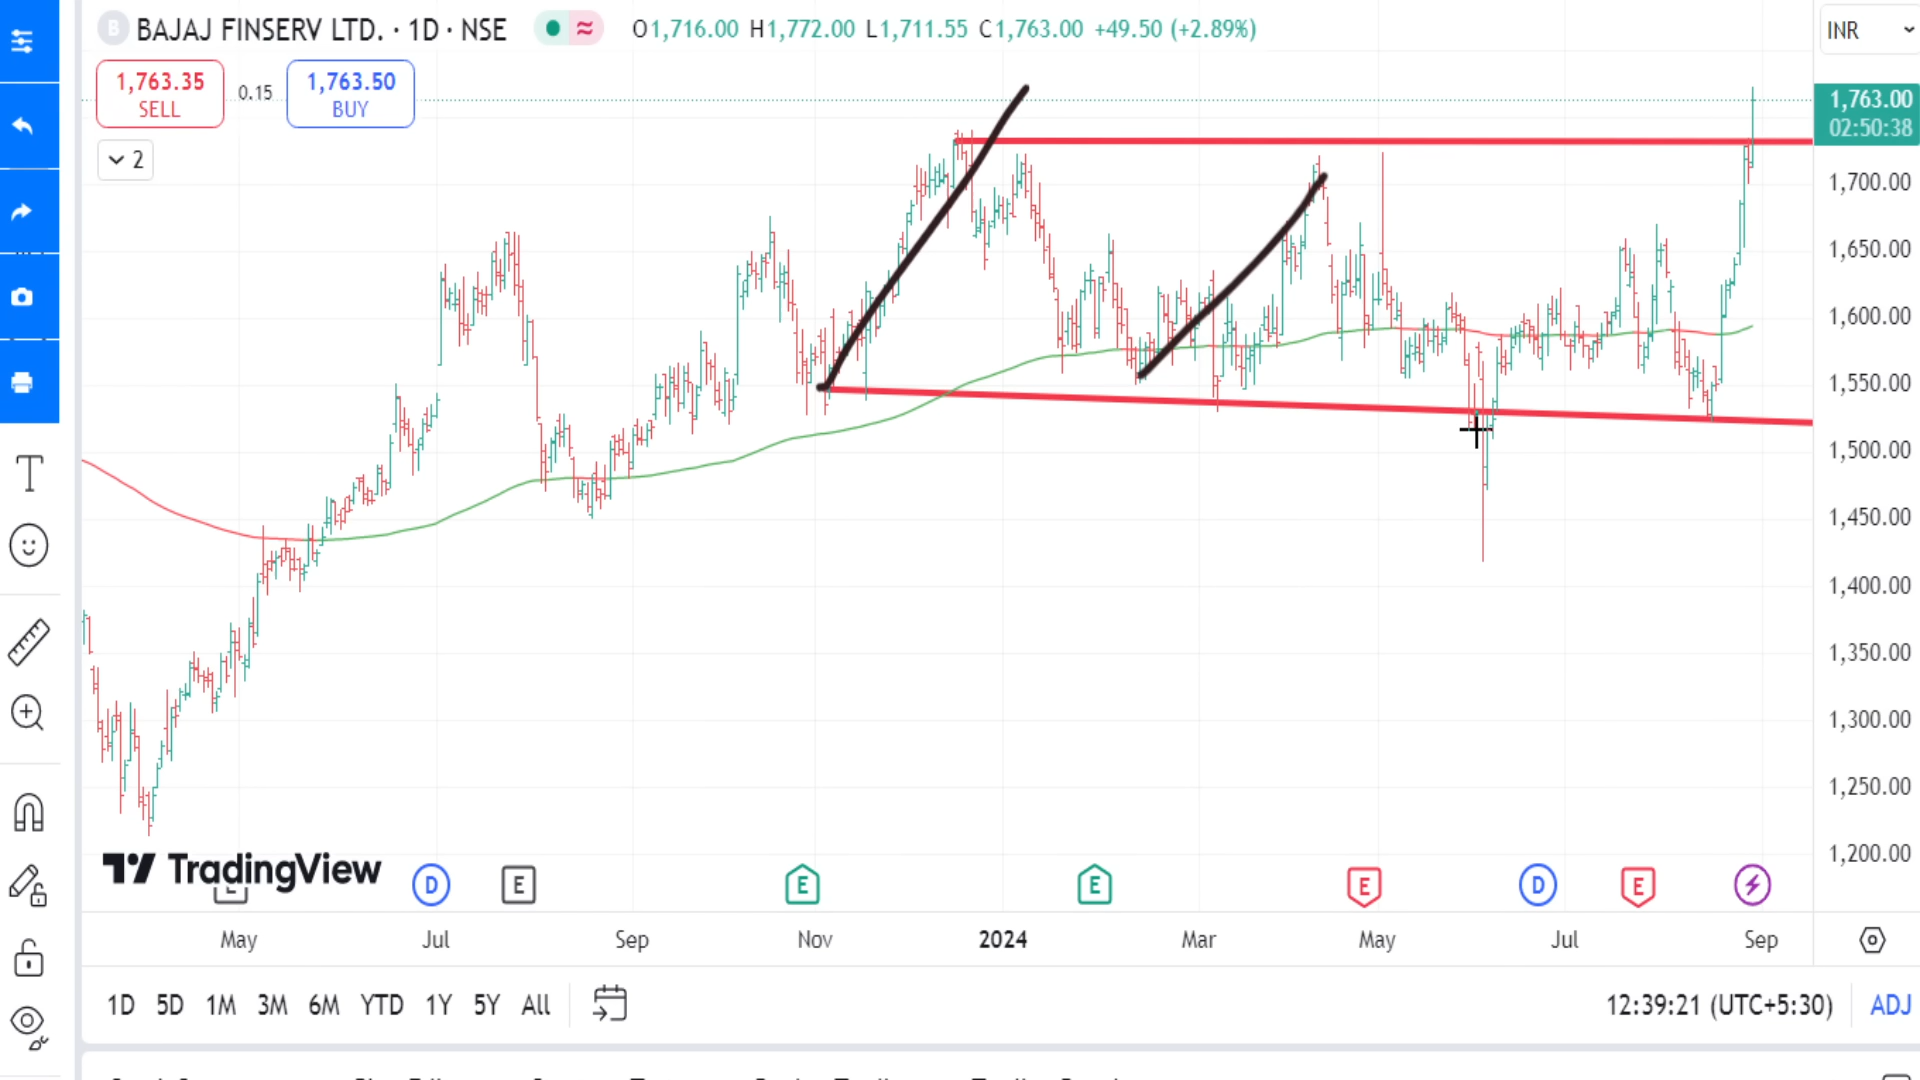 B BAJAJ FINSERV LTD. · 1D · NSE ≈ O1,716.00 H1,772.00 L1,711.55 C1,763.00 +49.50 (+2.89%) INR
1,763.35 SELL
0.15
1,763.50 BUY
2
1,763.00
02:50:38
1,700.00
1,650.00
1,600.00
1,550.00
1,500.00
1,450.00
1,400.00
1,350.00
1,300.00
1,250.00
1,200.00
T
TradingView
D E E E E D E
May Jul Sep Nov 2024 Mar May Jul Sep
1D 5D 1M 3M 6M YTD 1Y 5Y All 12:39:21 (UTC+5:30) ADJ